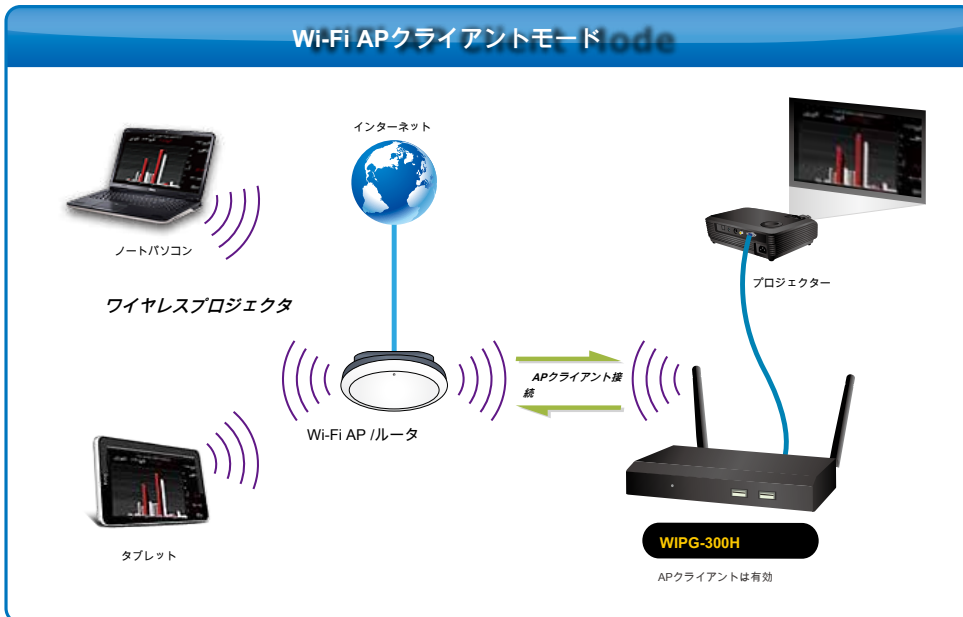 Wi-Fi APクライアントモード
インターネット
ノートパソコン
プロジェクター
ワイヤレスプロジェクタ
APクライアント接
続
Wi-Fi AP /ルータ
タブレット
WIPG-300H
APクライアントは有効